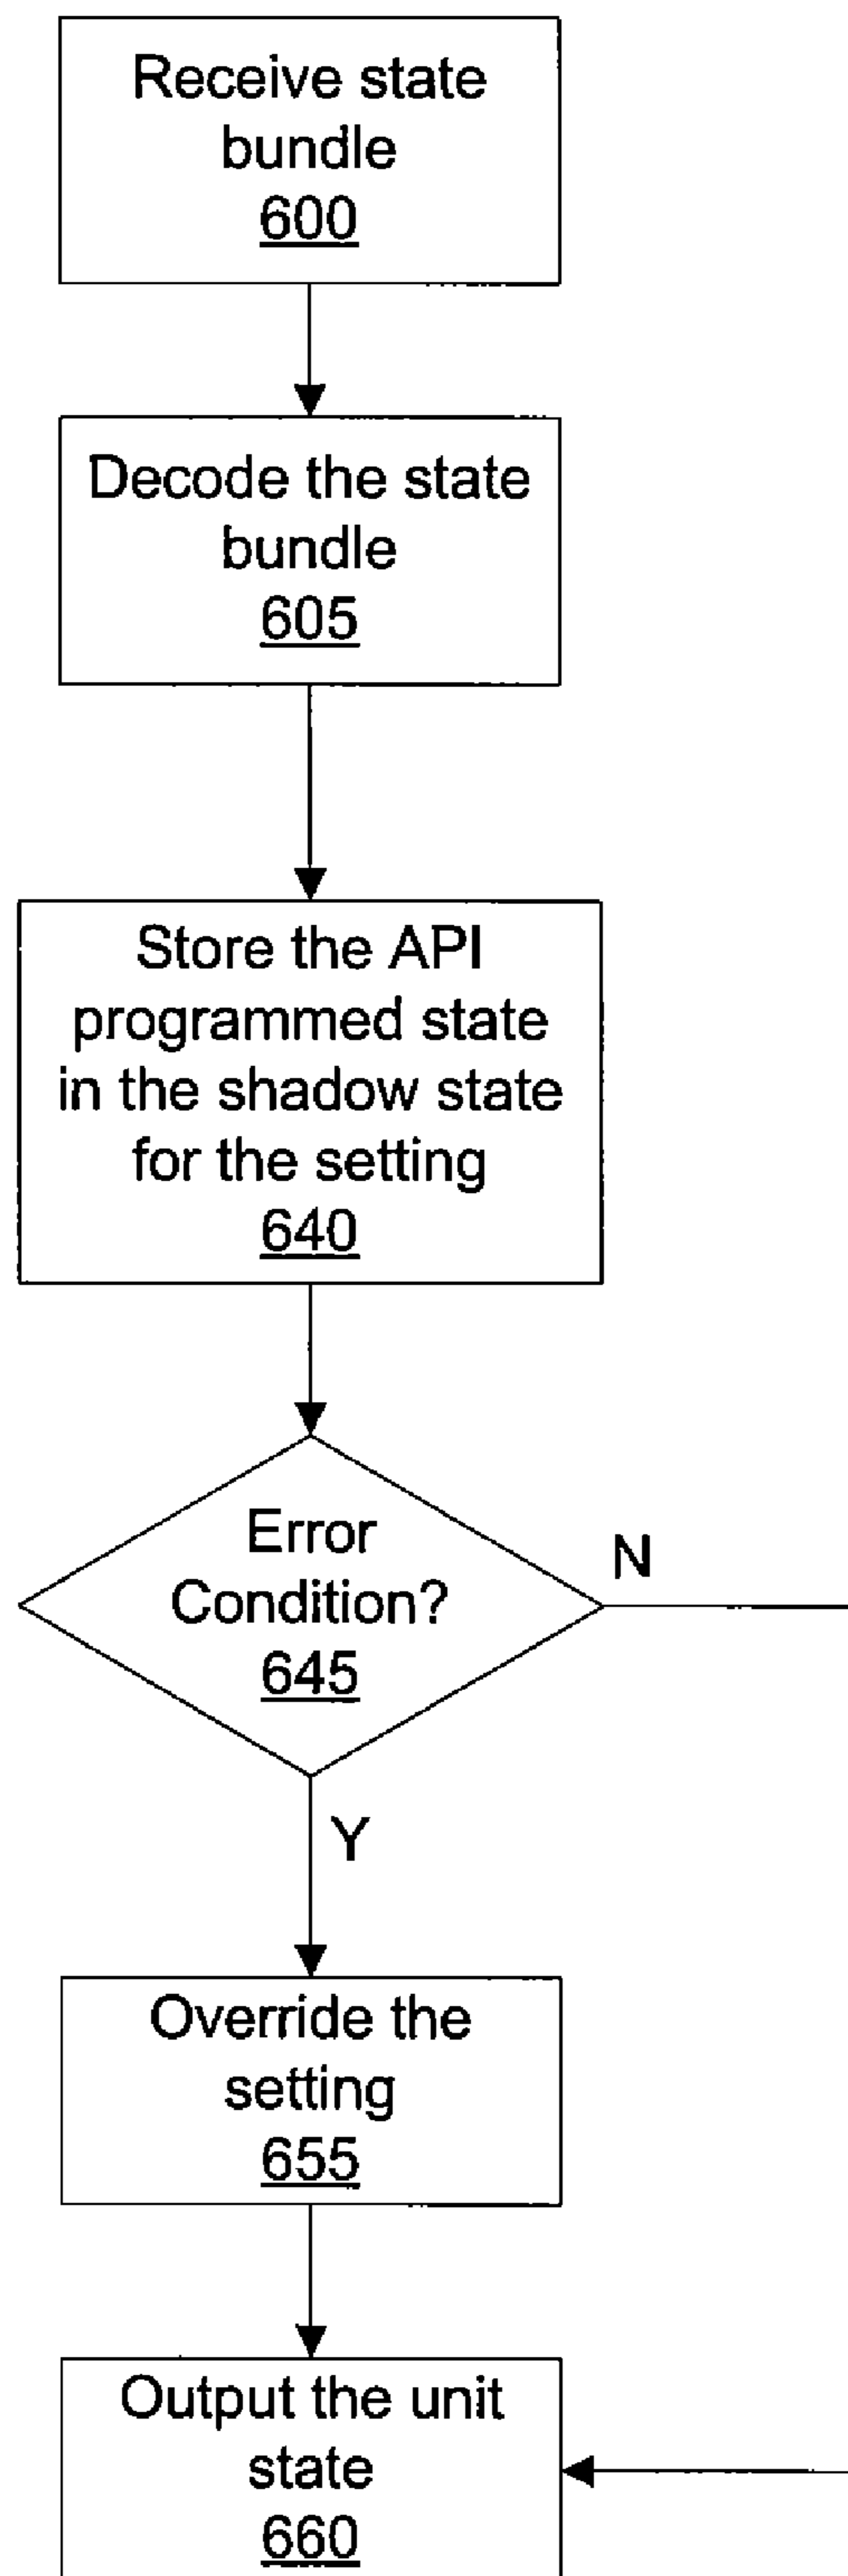 Receive state
bundle
600
Decode the state
bundle
605
Store the API
programmed state
in the shadow state
for the setting
640
Error
Condition?
645
N
Y
Override the
setting
655
Output the unit
state
660